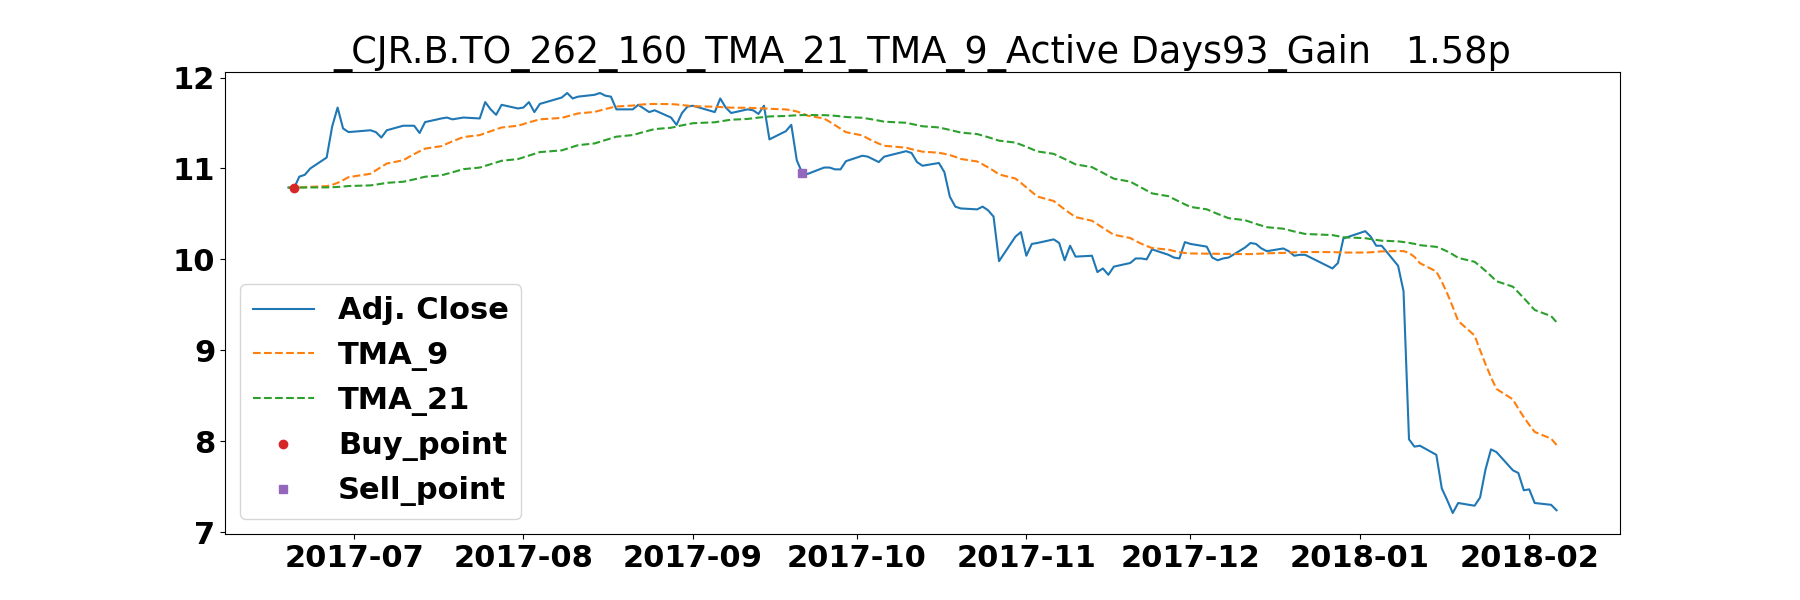 _CJR.B.TO_262_160_TMA_21_TMA_9_Active Days93_Gain   1.58p
12
11
10
9
8
7
Adj. Close
TMA_9
TMA_21
Buy_point
Sell_point
2017-07 2017-08 2017-09 2017-10 2017-11 2017-12 2018-01 2018-02